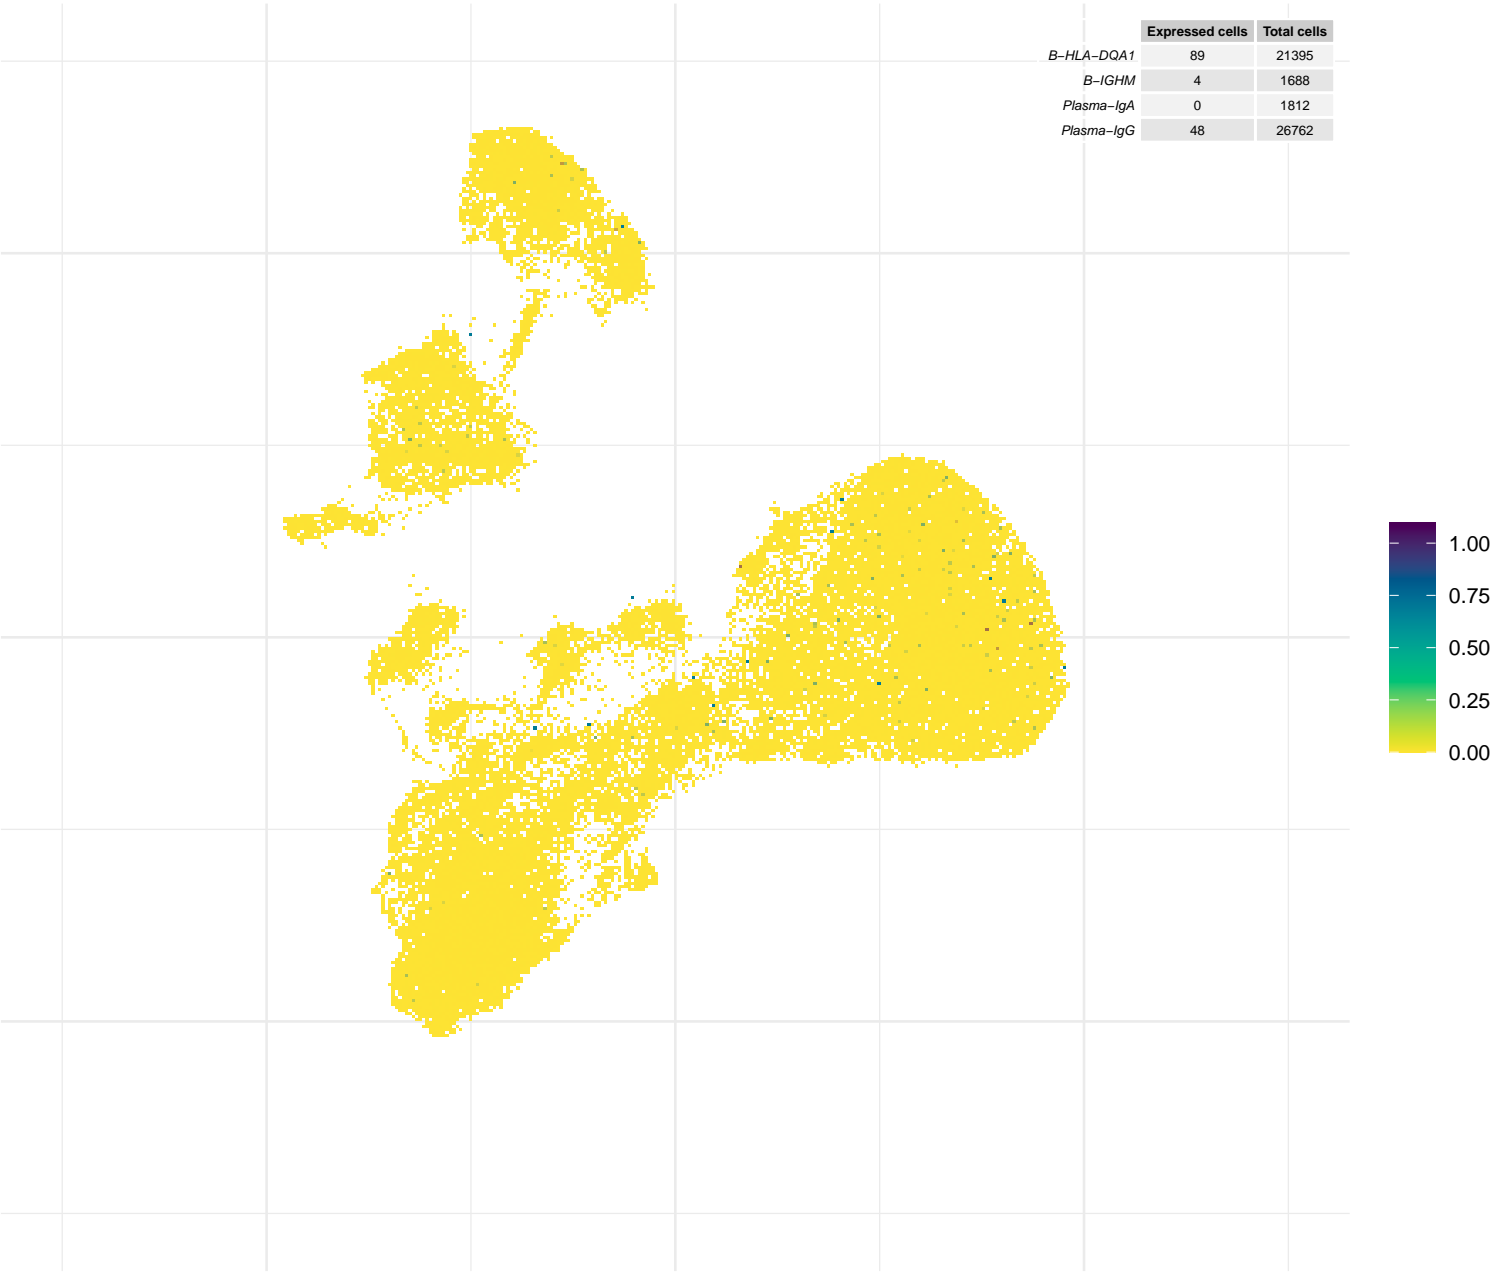 Expressed cells Total cells
B−HLA−DQA1 89 21395
B−IGHM 4 1688
Plasma−IgA 0 1812
Plasma−IgG 48 26762
1.00
0.75
0.50
0.25
0.00